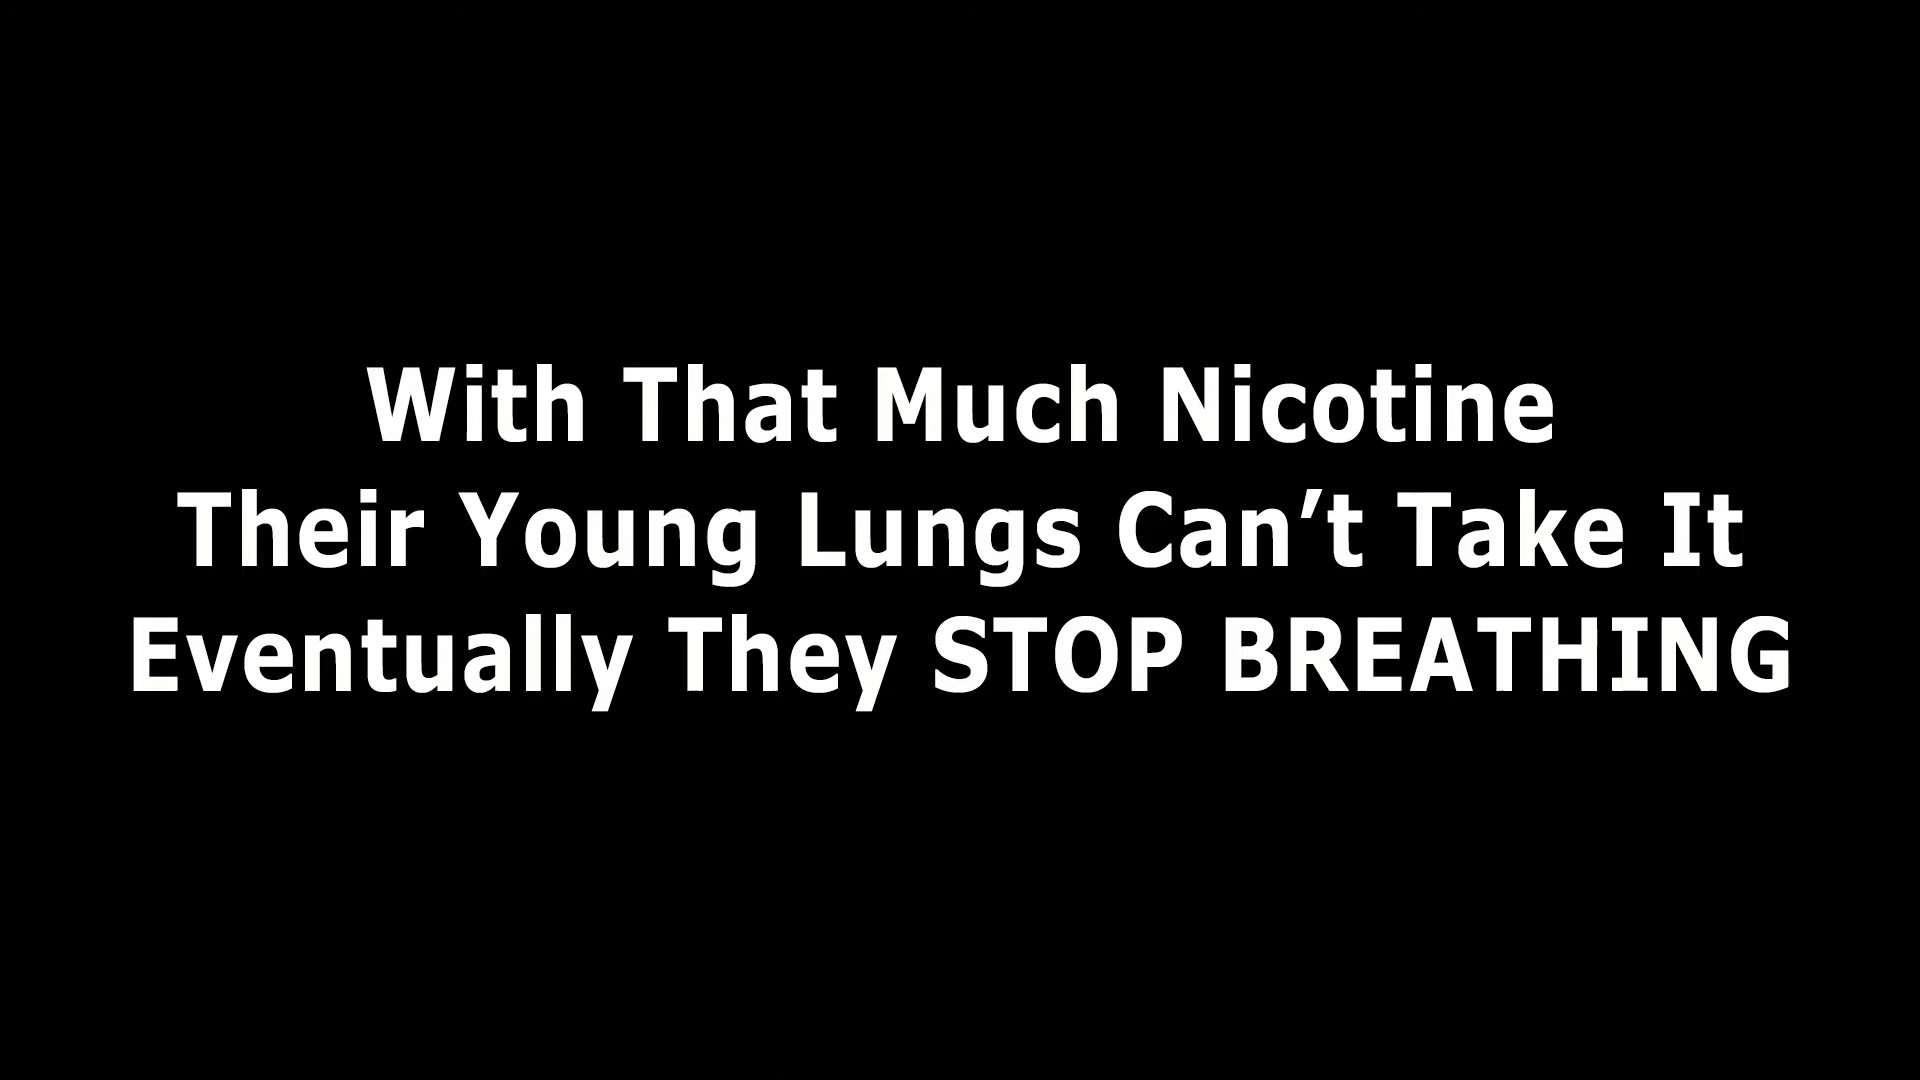 With That Much Nicotine
Their Young Lungs Can’t Take It
Eventually They STOP BREATHING